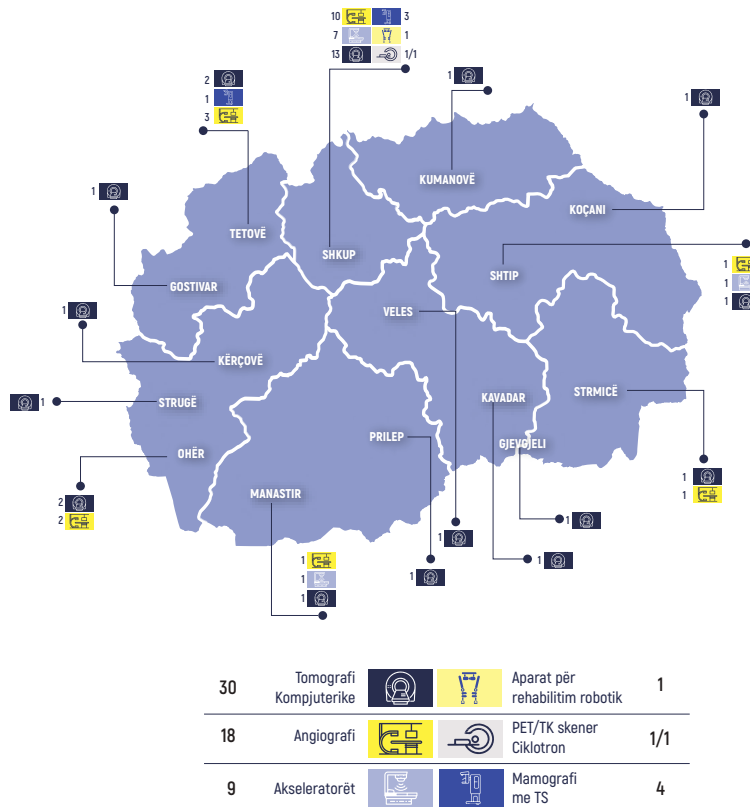 10 3
7 1
13 1/1
2
1
3
1
1
KUMANOVË
KOÇANI
1
TETOVË
SHKUP
SHTIP
GOSTIVAR
1
1
1
VELES
1
KËRÇOVË
STRUGË
1
KAVADAR
STRMICË
OHËR
PRILEP
GJEVGJELI
MANASTIR
2
2
1
1
1
1
1
1
1
1
1
1
30 Tomografi Kompjuterike Aparat për rehabilitim robotik 1
18 Angiografi PET/TK skener Ciklotron 1/1
9 Akseleratorët Mamografi me TS 4